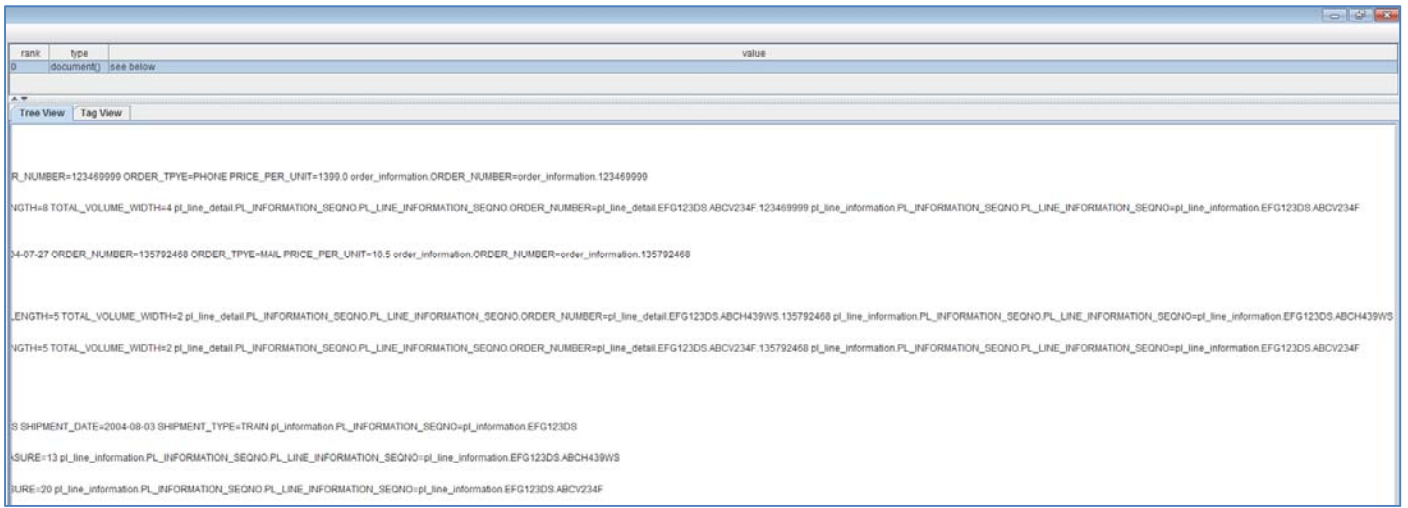 rank type value
0 document() see below
Tree View Tag View
R_NUMBER=123469999 ORDER_TPYE=PHONE PRICE_PER_UNIT=1399.0 order_information.ORDER_NUMBER=order_information.123469999
NGTH=8 TOTAL_VOLUME_WIDTH=4 pl_line_detail.PL_INFORMATION_SEQNO.PL_LINE_INFORMATION_SEQNO.ORDER_NUMBER=pl_line_detail.EFG123DS.ABCV234F.123469999 pl_line_information.PL_INFORMATION_SEQNO.PL_LINE_INFORMATION_SEQNO=pl_line_information.EFG123DS.ABCV234F
04-07-27 ORDER_NUMBER=135792468 ORDER_TPYE=MAIL PRICE_PER_UNIT=10.5 order_information.ORDER_NUMBER=order_information.135792468
LENGTH=5 TOTAL_VOLUME_WIDTH=2 pl_line_detail.PL_INFORMATION_SEQNO.PL_LINE_INFORMATION_SEQNO.ORDER_NUMBER=pl_line_detail.EFG123DS.ABCH439WS.135792468 pl_line_information.PL_INFORMATION_SEQNO.PL_LINE_INFORMATION_SEQNO=pl_line_information.EFG123DS.ABCH439WS
NGTH=5 TOTAL_VOLUME_WIDTH=2 pl_line_detail.PL_INFORMATION_SEQNO.PL_LINE_INFORMATION_SEQNO.ORDER_NUMBER=pl_line_detail.EFG123DS.ABCV234F.135792468 pl_line_information.PL_INFORMATION_SEQNO.PL_LINE_INFORMATION_SEQNO=pl_line_information.EFG123DS.ABCV234F
S SHIPMENT_DATE=2004-08-03 SHIPMENT_TYPE=TRAIN pl_information.PL_INFORMATION_SEQNO=pl_information.EFG123DS
ASURE=13 pl_line_information.PL_INFORMATION_SEQNO.PL_LINE_INFORMATION_SEQNO=pl_line_information.EFG123DS.ABCH439WS
SURE=20 pl_line_information.PL_INFORMATION_SEQNO.PL_LINE_INFORMATION_SEQNO=pl_line_information.EFG123DS.ABCV234F